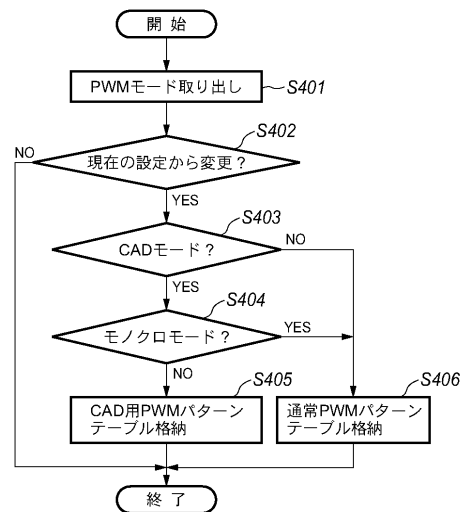 開 始
PWMモード取り出し
S401
S402
NO
現在の設定から変更？
YES
S403
CADモード？
NO
YES
S404
モノクロモード？
YES
NO
S405
S406
CAD用PWMパターン
テーブル格納
通常PWMパターン
テーブル格納
終 了